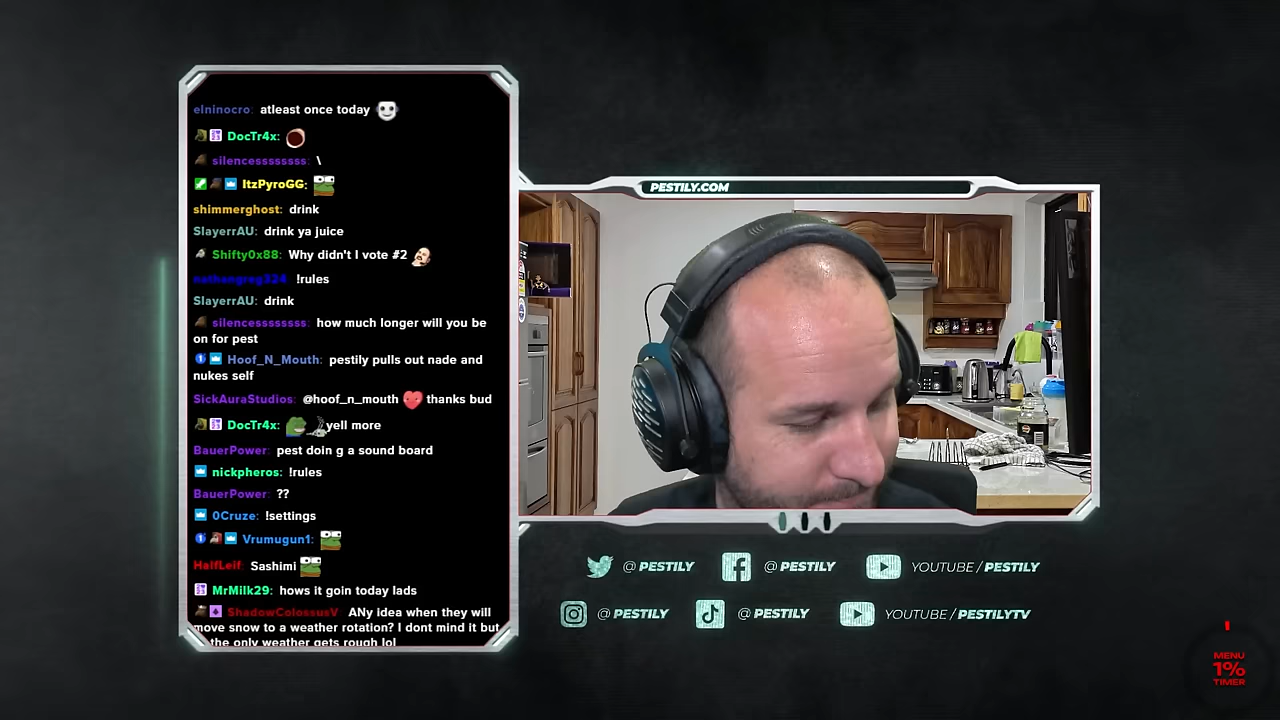 elninocro: atleast once today
DocTr4x:
silencessssssss: \
ItzPyroGG:
shimmerghost: drink
SlayerrAU: drink ya juice
Shifty0x88: Why didn't I vote #2
nathangreg324 !rules
SlayerrAU: drink
silencessssssss: how much longer will you be
on for pest
Hoof_N_Mouth: pestily pulls out nade and
nukes self
SickAuraStudios: @hoof_n_mouth thanks bud
DocTr4x: yell more
BauerPower: pest doin g a sound board
nickpheros: !rules
BauerPower: ??
0Cruze: !settings
Vrumugun1:
HalfLeif: Sashimi
MrMilk29: hows it goin today lads
ShadowColossusV: ANy idea when they will
move snow to a weather rotation? I dont mind it but
the only weather gets rough lol
PESTILY.COM
@PESTILY @PESTILY YOUTUBE/PESTILY
@PESTILY @PESTILY YOUTUBE/PESTILYTV
MENU
1%
TIMER